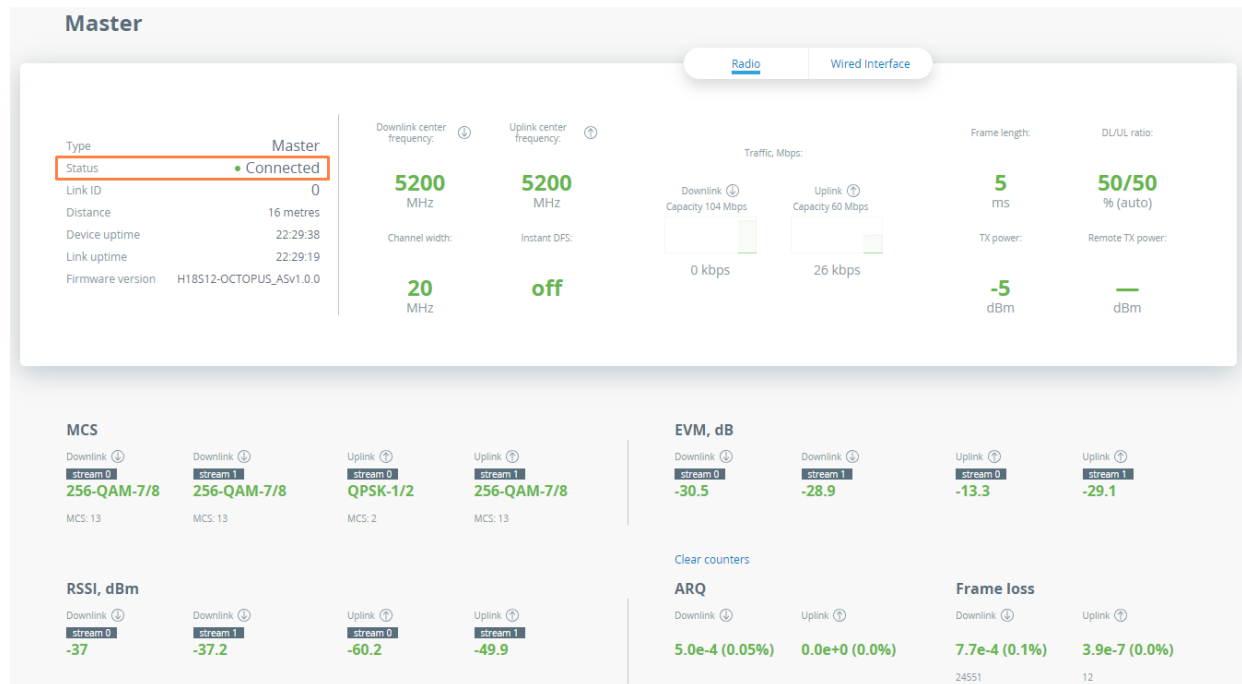 Master
Radio
Wired Interface
Type Master
Status Connected
Link ID 0
Distance 16 metres
Device uptime 22:29:38
Link uptime 22:29:19
Firmware version H18S12-OCTOPUS_ASv1.0.0
Downlink center
frequency:
5200
MHz
Uplink center
frequency:
5200
MHz
Channel width:
20
MHz
Instant DFS:
off
Traffic, Mbps:
Downlink
Capacity 104 Mbps
0 kbps
Uplink
Capacity 60 Mbps
26 kbps
Frame length:
5
ms
DL/UL ratio:
50/50
% (auto)
TX power:
-5
dBm
Remote TX power:
—
dBm
MCS
Downlink
stream 0
256-QAM-7/8
MCS: 13
Downlink
stream 1
256-QAM-7/8
MCS: 13
Uplink
stream 0
QPSK-1/2
MCS: 2
Uplink
stream 1
256-QAM-7/8
MCS: 13
EVM, dB
Downlink
stream 0
-30.5
Downlink
stream 1
-28.9
Uplink
stream 0
-13.3
Uplink
stream 1
-29.1
RSSI, dBm
Downlink
stream 0
-37
Downlink
stream 1
-37.2
Uplink
stream 0
-60.2
Uplink
stream 1
-49.9
Clear counters
ARQ
Downlink
5.0e-4 (0.05%)
Uplink
0.0e+0 (0.0%)
Frame loss
Downlink
7.7e-4 (0.1%)
24551
Uplink
3.9e-7 (0.0%)
12